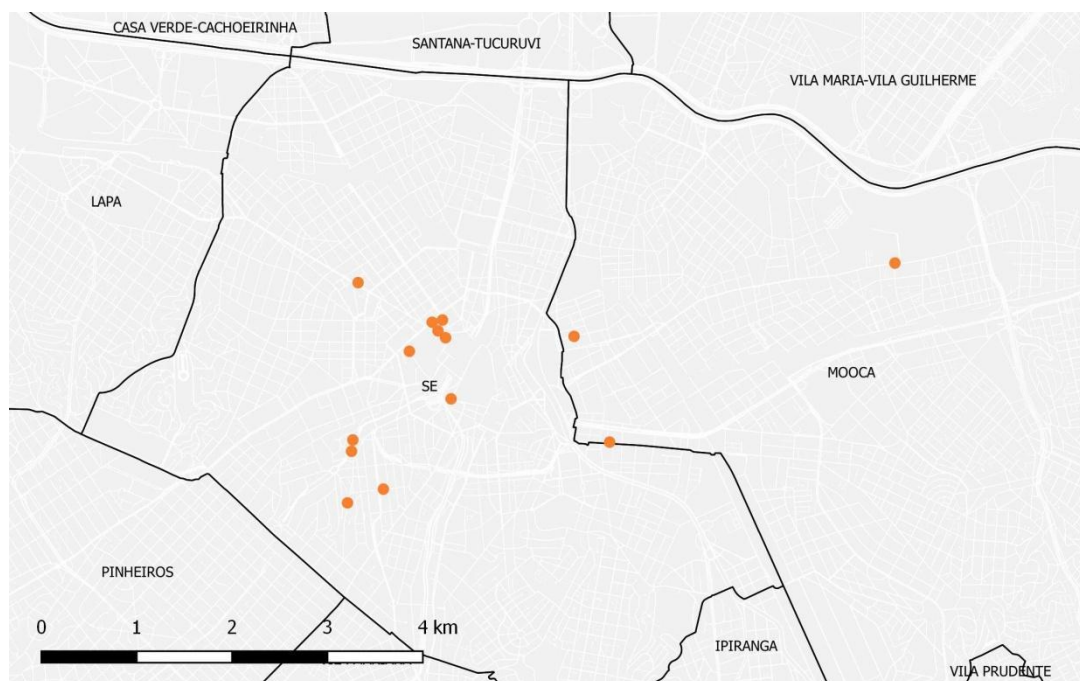 CASA VERDE-CACHOEIRINHA
SANTANA-TUCURUVI
VILA MARIA-VILA GUILHERME
LAPA
MOOCA
SE
PINHEIROS
0 1 2 3 4 km
IPIRANGA
VILA PRUDENTE